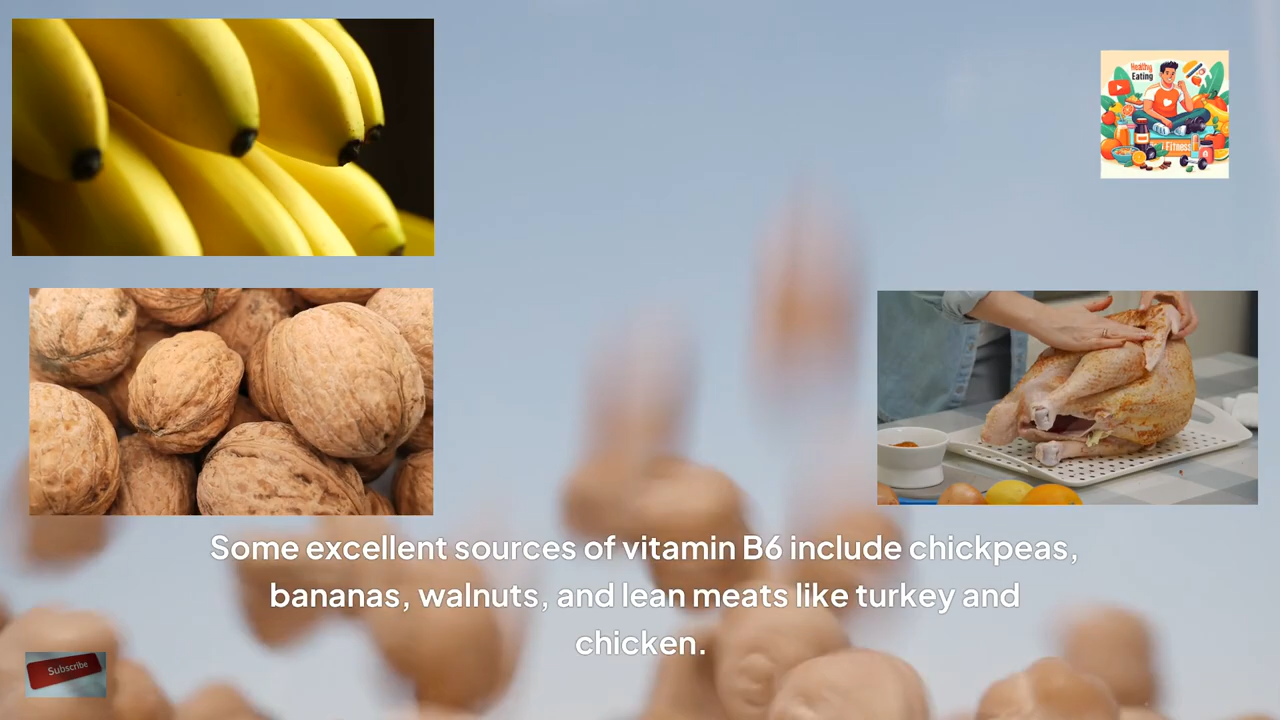 Healthy
Eating
Fitness
Some excellent sources of vitamin B6 include chickpeas,
bananas, walnuts, and lean meats like turkey and
chicken.
Subscribe